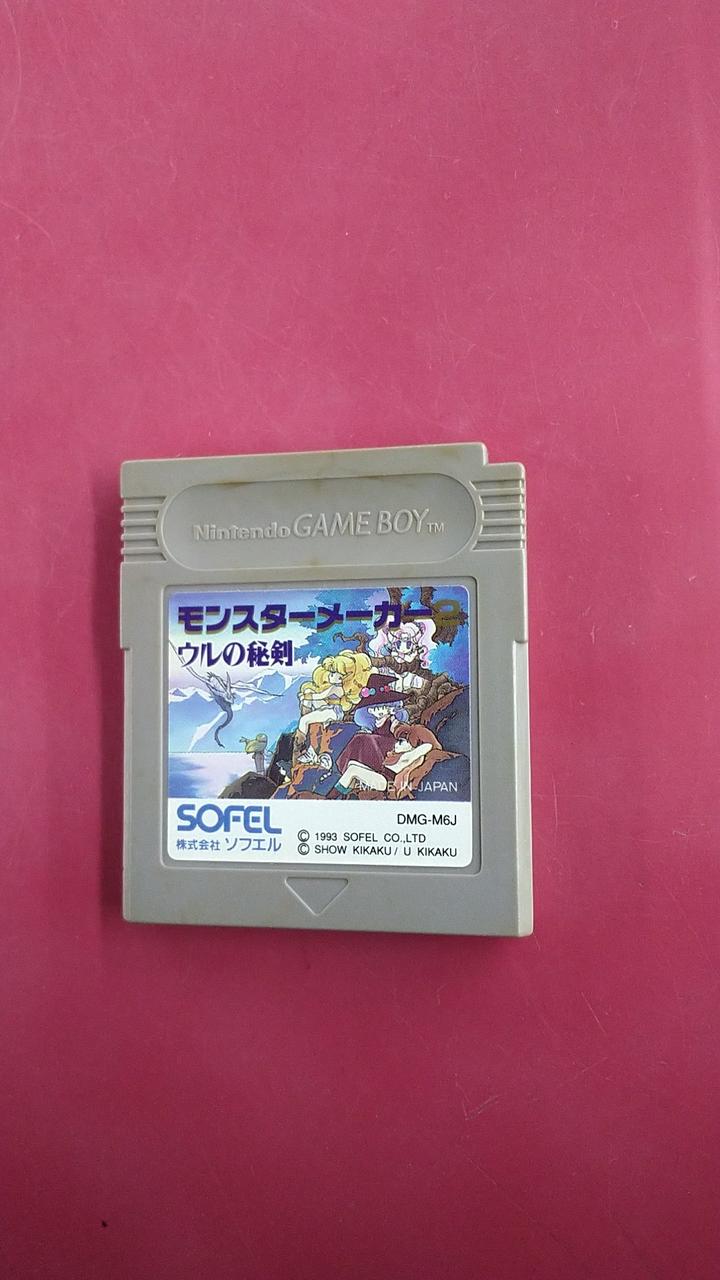 Nintendo GAME BOY TM
モンスターメーカー2
ウルの秘剣
MADE IN JAPAN
SOFEL
株式会社 ソフエル
DMG-M6J
© 1993 SOFEL CO.,LTD
© SHOW KIKAKU / U KIKAKU